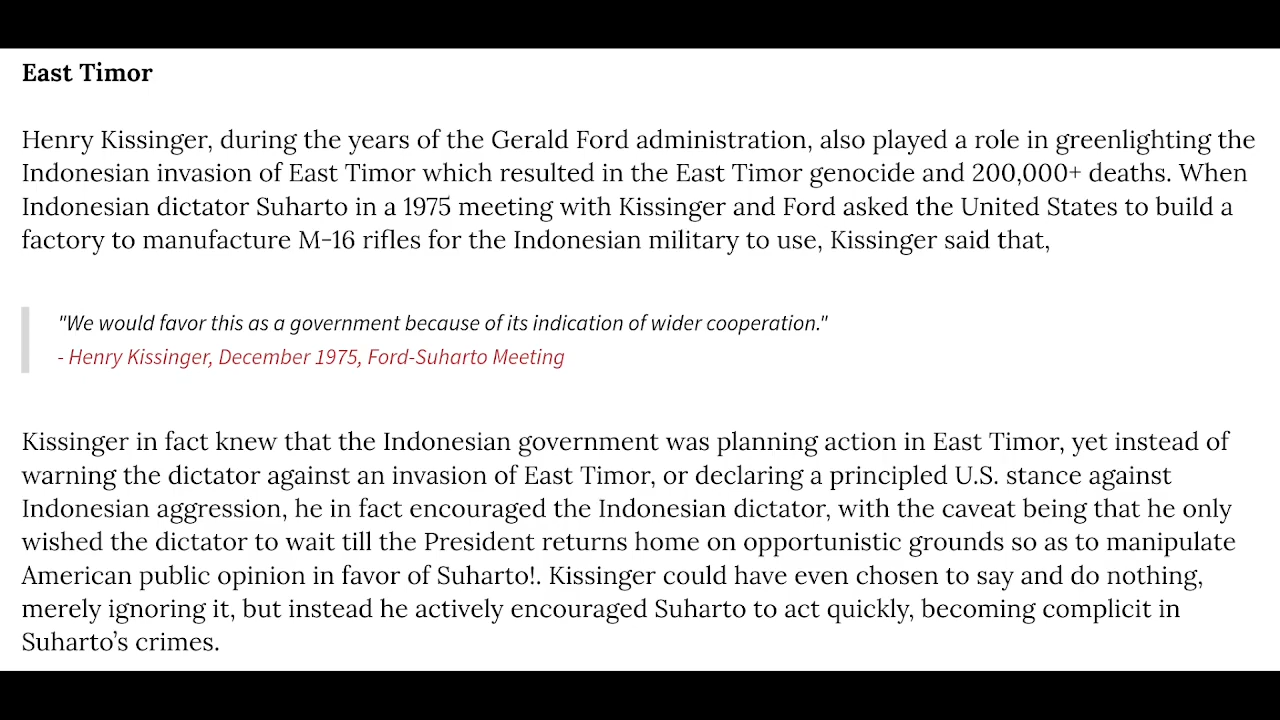 East Timor
Henry Kissinger, during the years of the Gerald Ford administration, also played a role in greenlighting the
Indonesian invasion of East Timor which resulted in the East Timor genocide and 200,000+ deaths. When
Indonesian dictator Suharto in a 1975 meeting with Kissinger and Ford asked the United States to build a
factory to manufacture M-16 rifles for the Indonesian military to use, Kissinger said that,
"We would favor this as a government because of its indication of wider cooperation."
- Henry Kissinger, December 1975, Ford-Suharto Meeting
Kissinger in fact knew that the Indonesian government was planning action in East Timor, yet instead of
warning the dictator against an invasion of East Timor, or declaring a principled U.S. stance against
Indonesian aggression, he in fact encouraged the Indonesian dictator, with the caveat being that he only
wished the dictator to wait till the President returns home on opportunistic grounds so as to manipulate
American public opinion in favor of Suharto!. Kissinger could have even chosen to say and do nothing,
merely ignoring it, but instead he actively encouraged Suharto to act quickly, becoming complicit in
Suharto’s crimes.